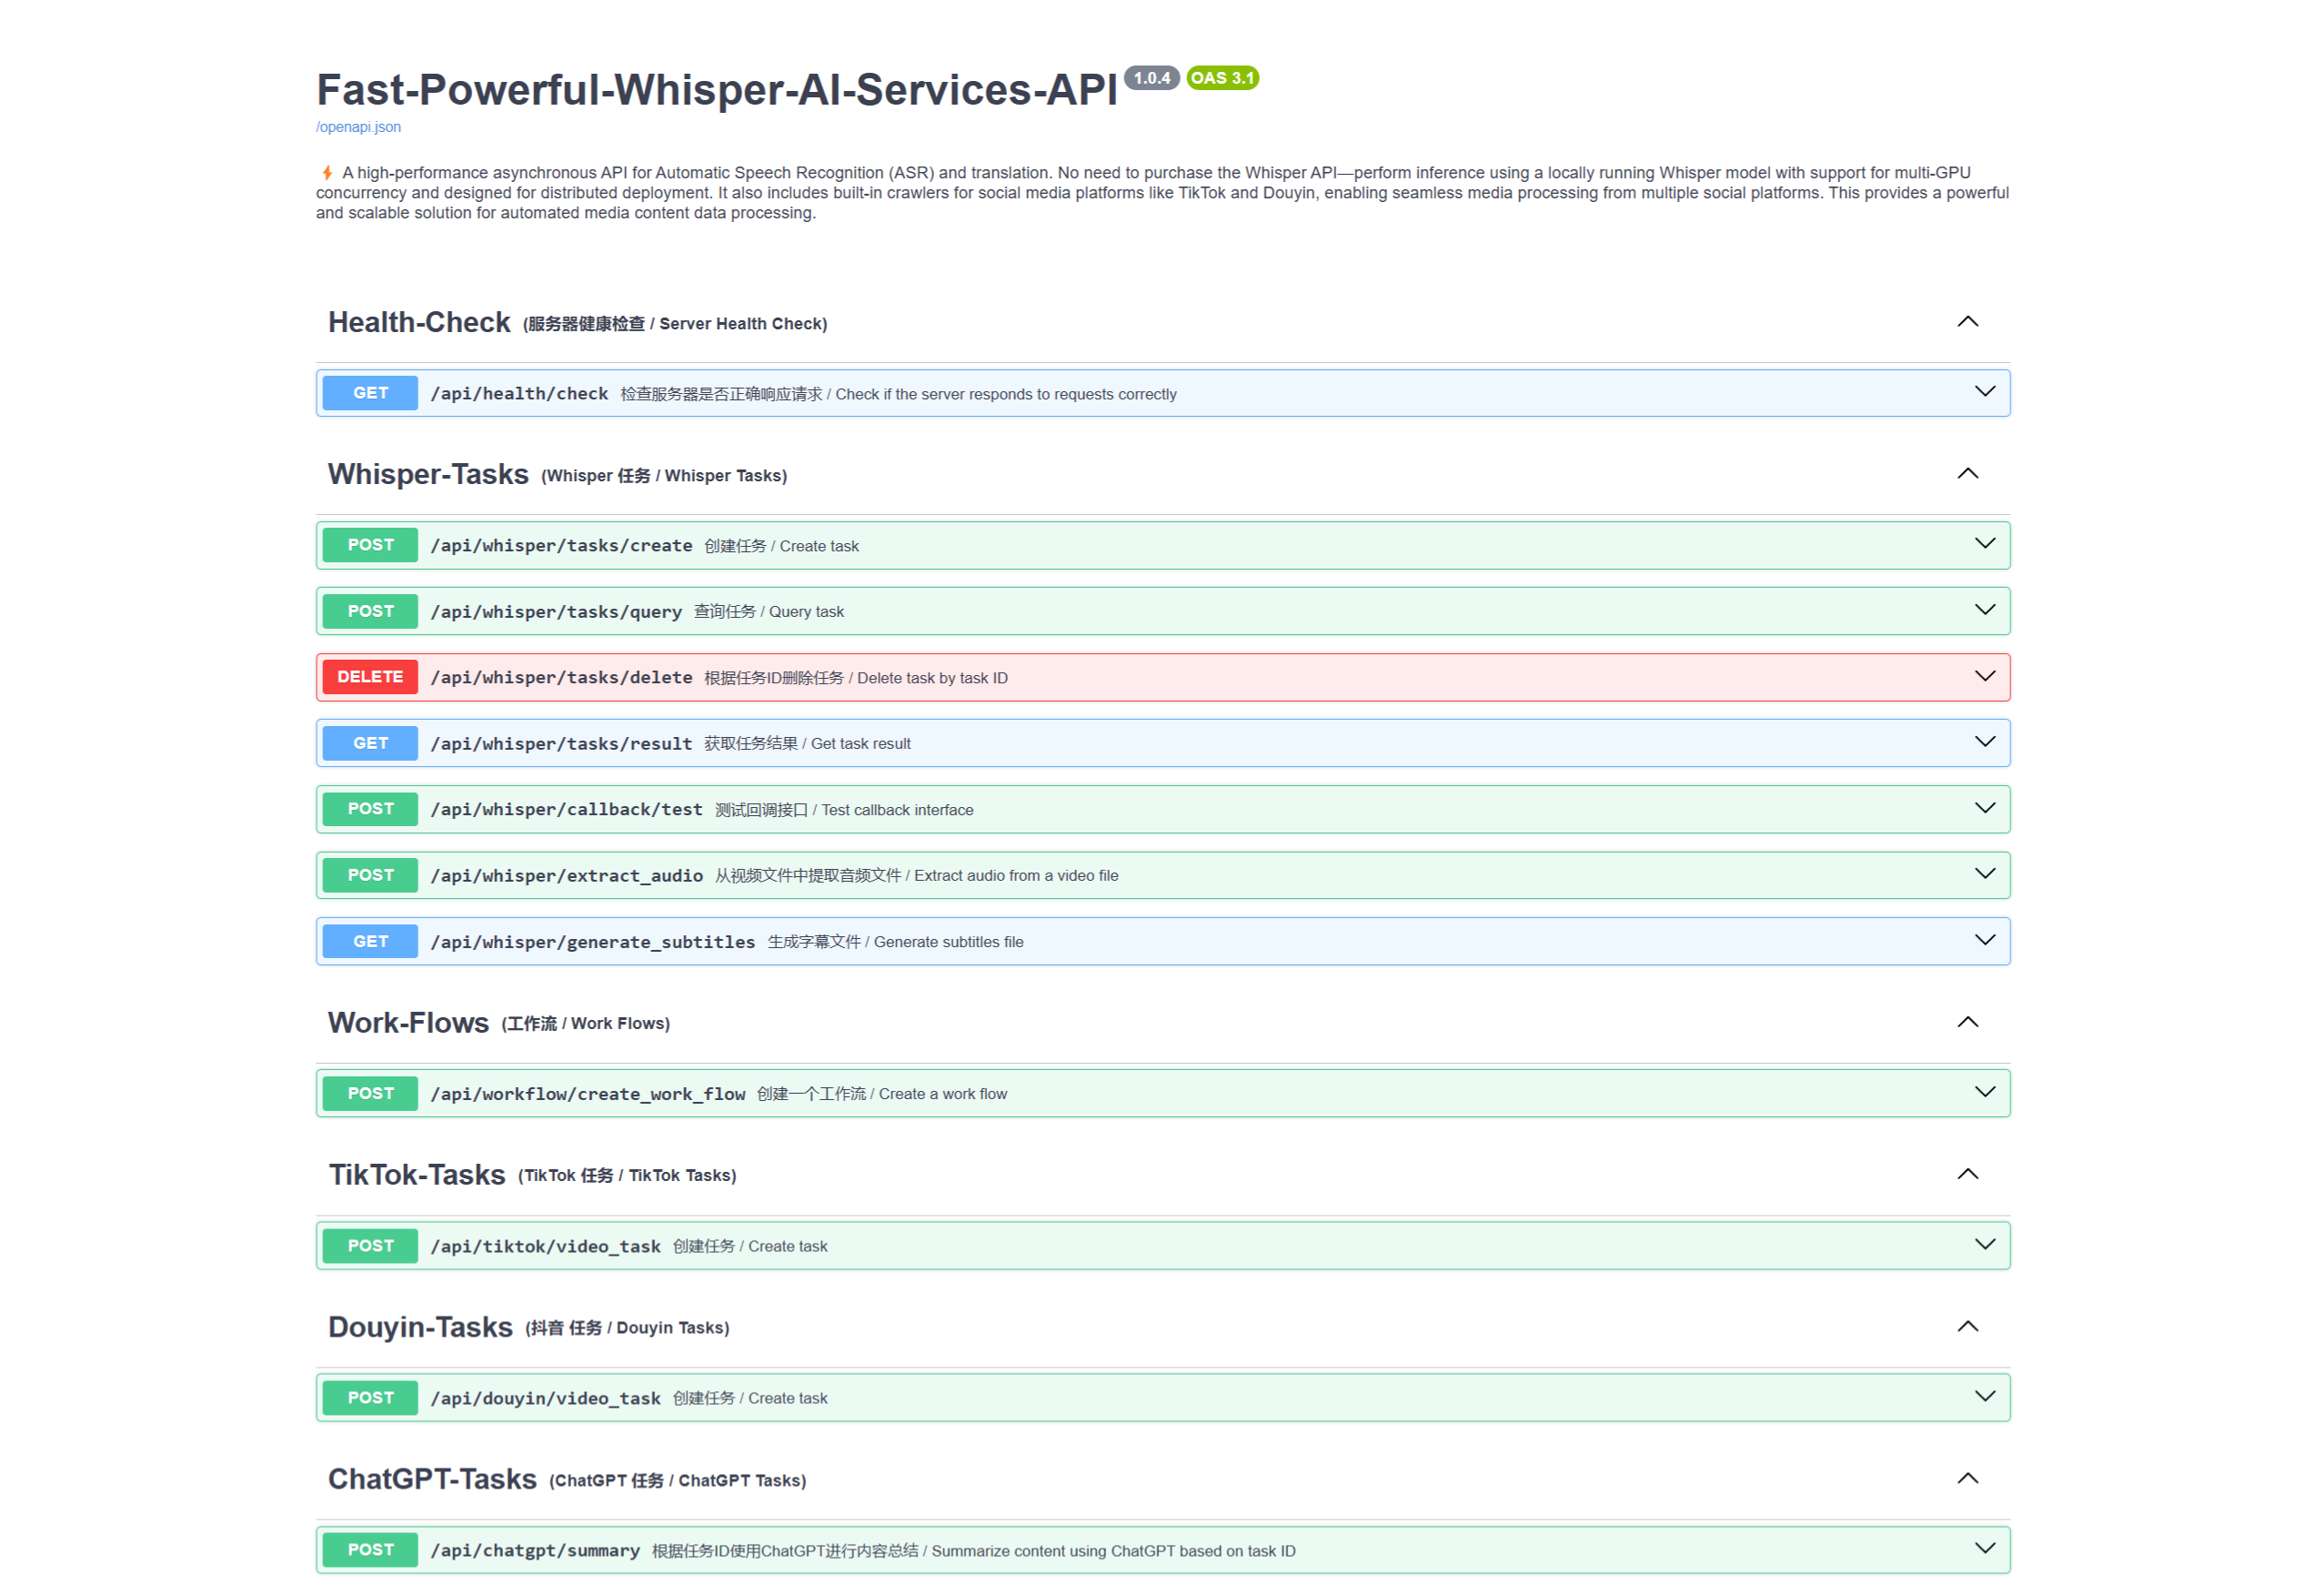 Fast-Powerful-Whisper-AI-Services-API 1.0.4 OAS 3.1
/openapi.json
⚡ A high-performance asynchronous API for Automatic Speech Recognition (ASR) and translation. No need to purchase the Whisper API—perform inference using a locally running Whisper model with support for multi-GPU
concurrency and designed for distributed deployment. It also includes built-in crawlers for social media platforms like TikTok and Douyin, enabling seamless media processing from multiple social platforms. This provides a powerful
and scalable solution for automated media content data processing.
Health-Check (服务器健康检查 / Server Health Check)
GET /api/health/check 检查服务器是否正确响应请求 / Check if the server responds to requests correctly
Whisper-Tasks (Whisper 任务 / Whisper Tasks)
POST /api/whisper/tasks/create 创建任务 / Create task
POST /api/whisper/tasks/query 查询任务 / Query task
DELETE /api/whisper/tasks/delete 根据任务ID删除任务 / Delete task by task ID
GET /api/whisper/tasks/result 获取任务结果 / Get task result
POST /api/whisper/callback/test 测试回调接口 / Test callback interface
POST /api/whisper/extract_audio 从视频文件中提取音频文件 / Extract audio from a video file
GET /api/whisper/generate_subtitles 生成字幕文件 / Generate subtitles file
Work-Flows (工作流 / Work Flows)
POST /api/workflow/create_work_flow 创建一个工作流 / Create a work flow
TikTok-Tasks (TikTok 任务 / TikTok Tasks)
POST /api/tiktok/video_task 创建任务 / Create task
Douyin-Tasks (抖音 任务 / Douyin Tasks)
POST /api/douyin/video_task 创建任务 / Create task
ChatGPT-Tasks (ChatGPT 任务 / ChatGPT Tasks)
POST /api/chatgpt/summary 根据任务ID使用ChatGPT进行内容总结 / Summarize content using ChatGPT based on task ID